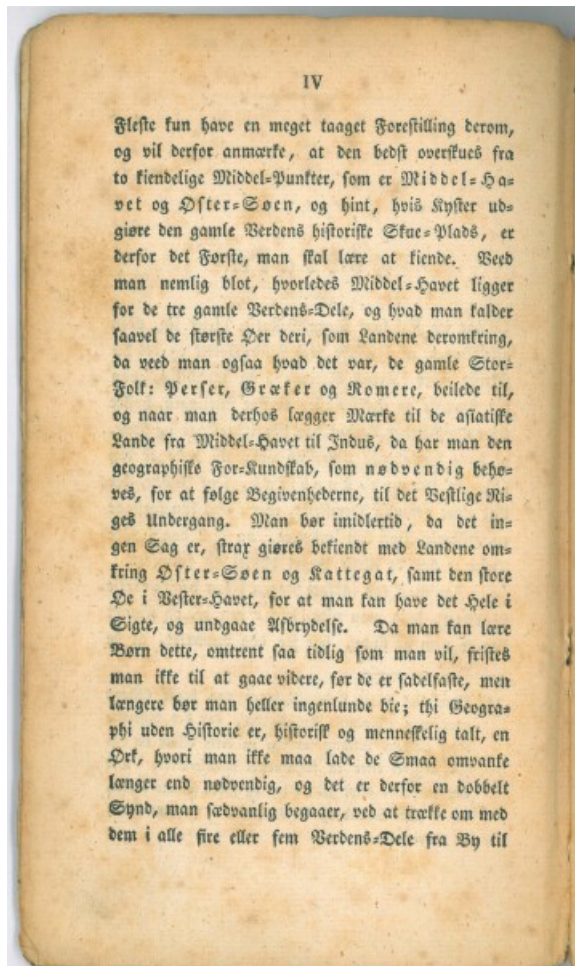 IV
Fleste kun have en meget taaget Forestilling derom,
og vil derfor anmærke, at den bedst overskues fra
to kiendelige Middel-Punkter, som er Middel-Ha-
vet og Øster-Søen, og hint, hvis Kyster ud-
giøre den gamle Verdens historiske Skue-Plads, er
derfor det Første, man skal lære at kiende. Veed
man nemlig blot, hvorledes Middel-Havet ligger
for de tre gamle Verdens-Dele, og hvad man kalder
saavel de største Øer deri, som Landene deromkring,
da veed man ogsaa hvad det var, de gamle Stor-
Folk: Perser, Græker og Romere, beilede til,
og naar man derhos lægger Mærke til de asiatiske
Lande fra Middel-Havet til Indus, da har man den
geographiske For-Kundskab, som nødvendig behø-
ves, for at følge Begivenhederne, til det Vestlige Ri-
ges Undergang. Man bør imidlertid, da det in-
gen Sag er, strax giøres bekiendt med Landene om-
kring Øster-Søen og Kattegat, samt den store
Øe i Vester-Havet, for at man kan have det Hele i
Sigte, og undgaae Afbrydelse. Da man kan lære
Børn dette, omtrent saa tidlig som man vil, fristes
man ikke til at gaae videre, før de er sadelfaste, men
længere bør man heller ingenlunde bie; thi Geogra-
phi uden Historie er, historisk og menneskelig talt, en
Ørk, hvori man ikke maa lade de Smaa omvanke
længer end nødvendig, og det er derfor en dobbelt
Synd, man sædvanlig begaaer, ved at trække om med
dem i alle fire eller fem Verdens-Dele fra By til